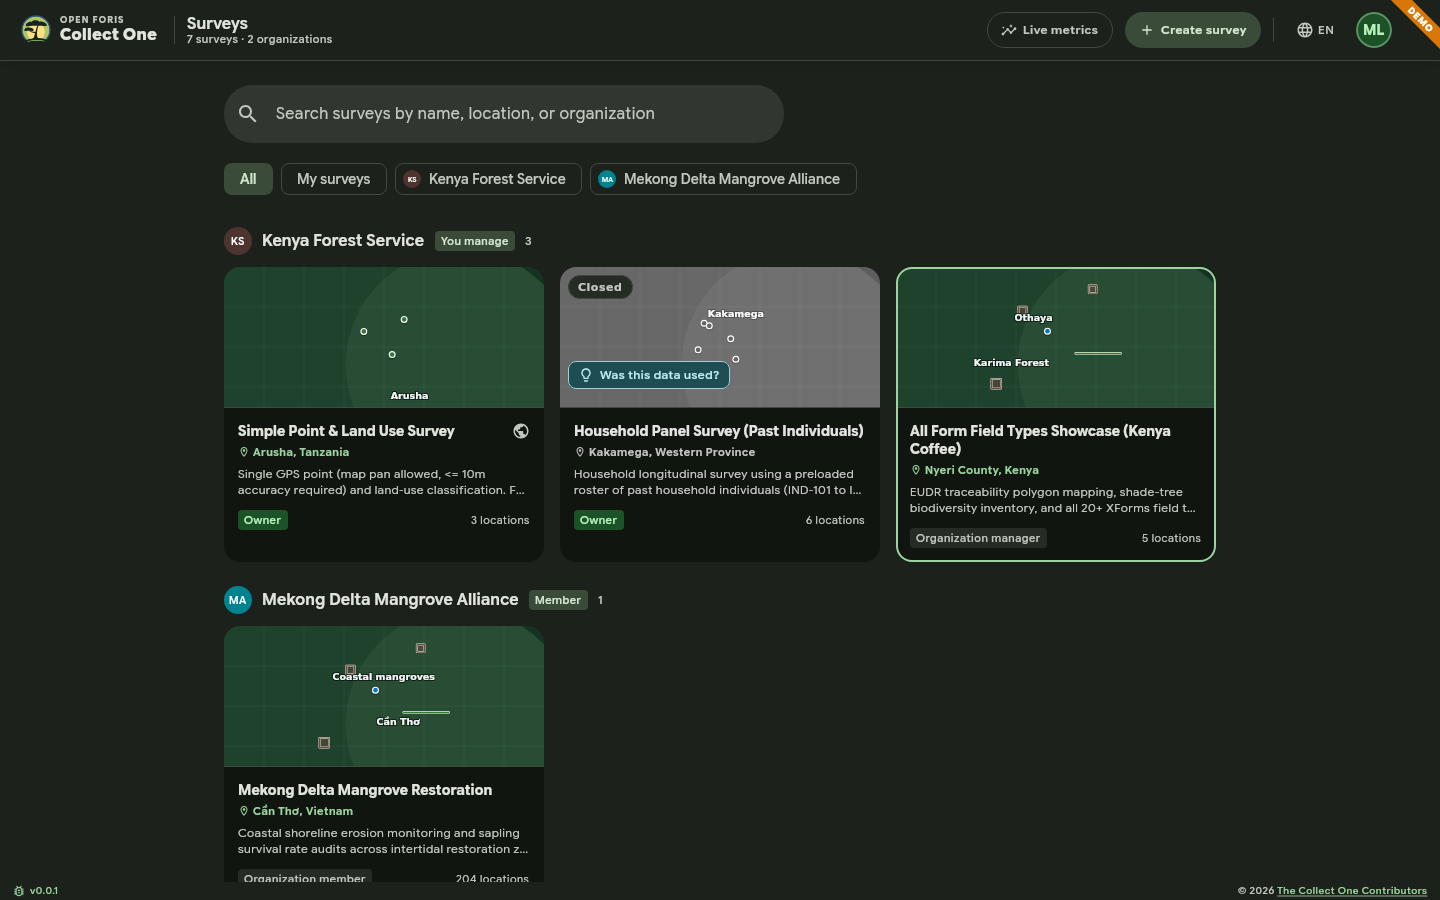 OPEN FORIS
Collect One
Surveys
7 surveys · 2 organizations
Live metrics
Create survey
EN
ML
DEMO
Search surveys by name, location, or organization
All
My surveys
KS
Kenya Forest Service
MA
Mekong Delta Mangrove Alliance
KS
Kenya Forest Service
You manage
3
Arusha
Simple Point & Land Use Survey
Arusha, Tanzania
Single GPS point (map pan allowed, <= 10m
accuracy required) and land-use classification. F...
Owner
3 locations
Closed
Kakamega
Was this data used?
Household Panel Survey (Past Individuals)
Kakamega, Western Province
Household longitudinal survey using a preloaded
roster of past household individuals (IND-101 to I...
Owner
6 locations
Othaya
Karima Forest
All Form Field Types Showcase (Kenya
Coffee)
Nyeri County, Kenya
EUDR traceability polygon mapping, shade-tree
biodiversity inventory, and all 20+ XForms field t...
Organization manager
5 locations
MA
Mekong Delta Mangrove Alliance
Member
1
Coastal mangroves
Cần Thơ
Mekong Delta Mangrove Restoration
Cần Thơ, Vietnam
Coastal shoreline erosion monitoring and sapling
survival rate audits across intertidal restoration z...
Organization member
204 locations
v0.0.1
© 2026 The Collect One Contributors